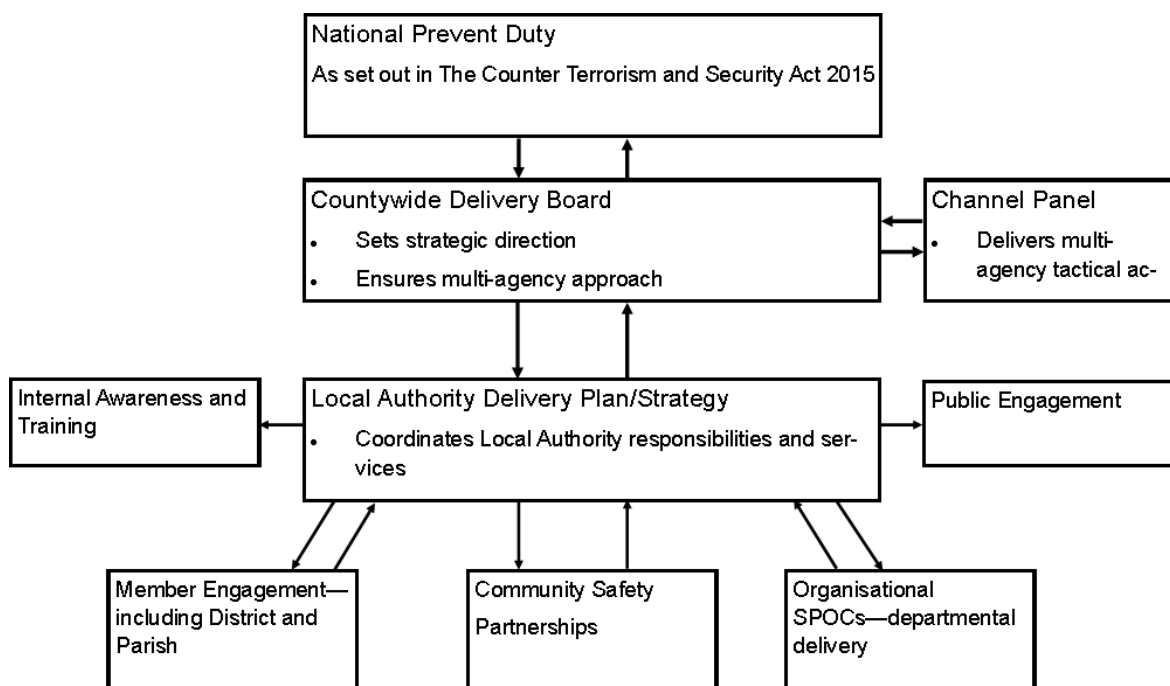 National Prevent Duty
As set out in The Counter Terrorism and Security Act 2015
Countywide Delivery Board
• Sets strategic direction
• Ensures multi-agency approach
Channel Panel
• Delivers multi-
agency tactical ac-
Internal Awareness and
Training
Local Authority Delivery Plan/Strategy
• Coordinates Local Authority responsibilities and ser-
vices
Public Engagement
Member Engagement—
including District and
Parish
Community Safety
Partnerships
Organisational
SPOCs—departmental
delivery